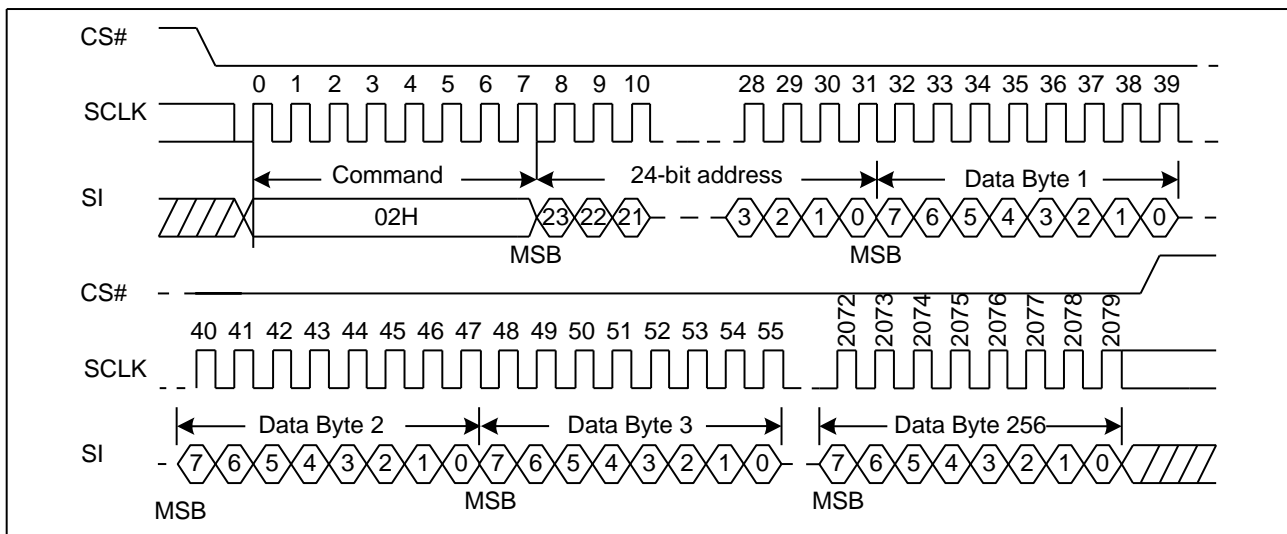 CS#
0 1 2 3 4 5 6 7 8 9 10 28 29 30 31 32 33 34 35 36 37 38 39
SCLK
Command 24-bit address Data Byte 1
SI
02H 23 22 21 3 2 1 0 7 6 5 4 3 2 1 0
MSB MSB
CS#
40 41 42 43 44 45 46 47 48 49 50 51 52 53 54 55 2072 2073 2074 2075 2076 2077 2078 2079
SCLK
Data Byte 2 Data Byte 3 Data Byte 256
SI
7 6 5 4 3 2 1 0 7 6 5 4 3 2 1 0 7 6 5 4 3 2 1 0
MSB MSB MSB